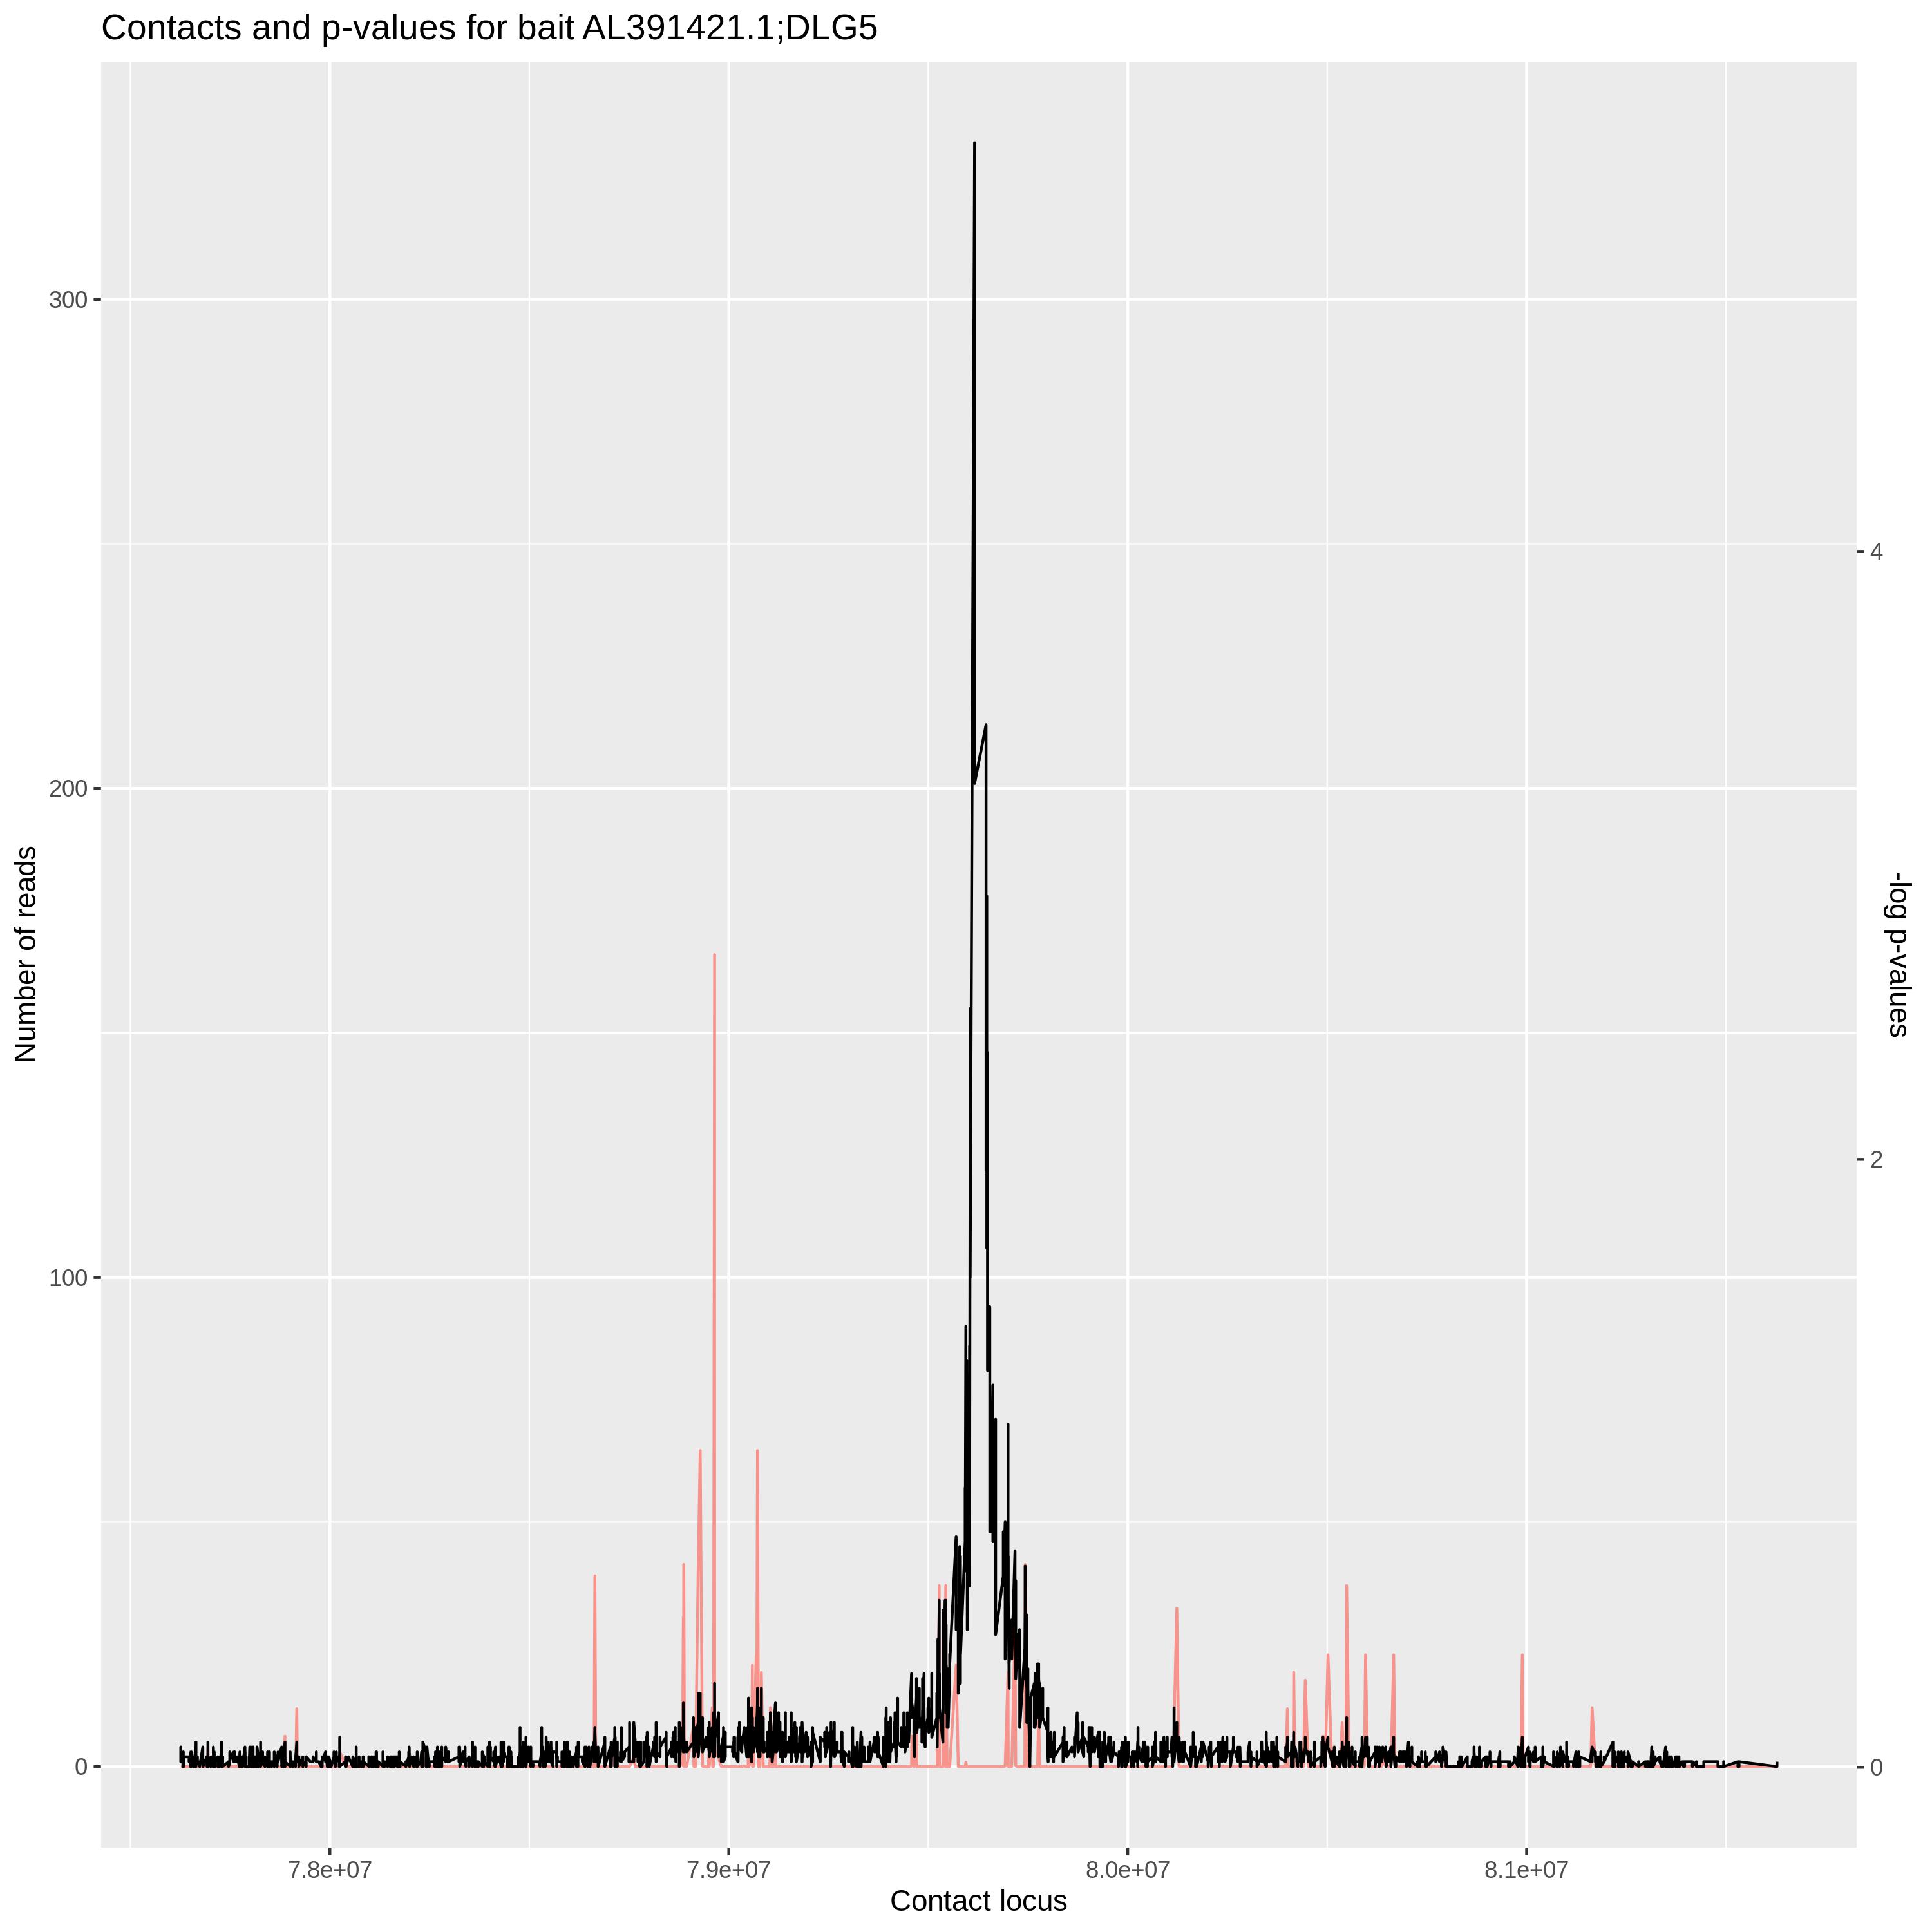 Contacts and p-values for bait AL391421.1;DLG5
300
200
100
0
Number of reads
4
2
0
-log p-values
7.8e+07
7.9e+07
8.0e+07
8.1e+07
Contact locus